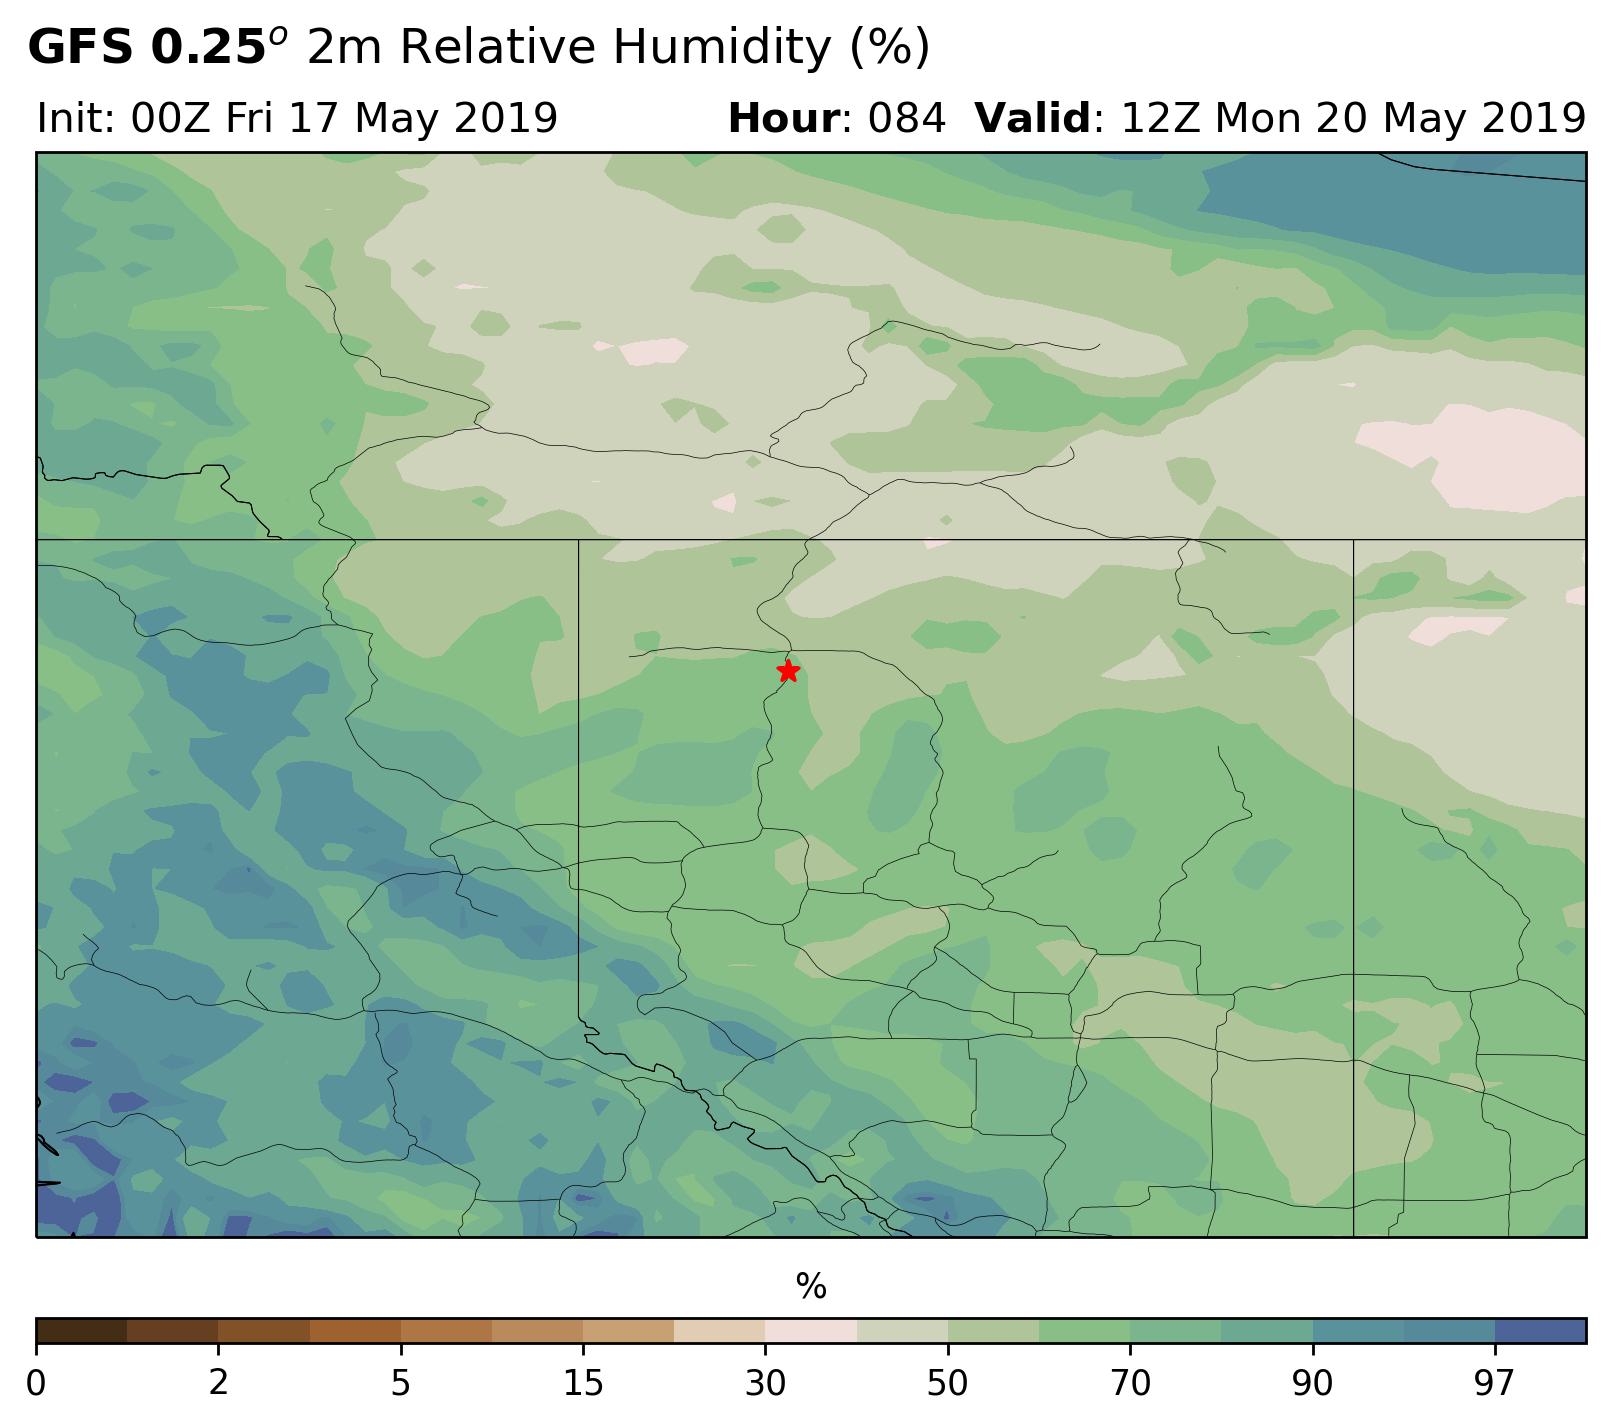 GFS 0.25° 2m Relative Humidity (%)
Init: 00Z Fri 17 May 2019 Hour: 084 Valid: 12Z Mon 20 May 2019
%
0 2 5 15 30 50 70 90 97